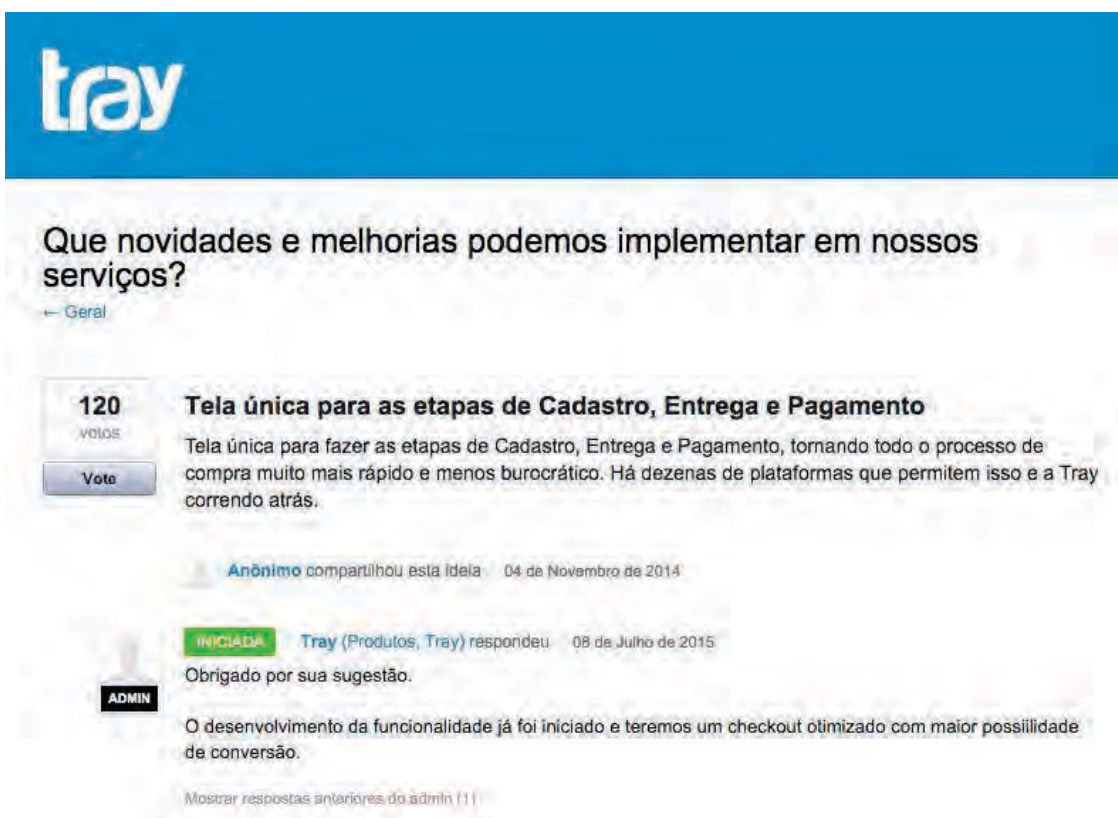 tray
Que novidades e melhorias podemos implementar em nossos
serviços?
← Geral
120
votos
Vote
Tela única para as etapas de Cadastro, Entrega e Pagamento
Tela única para fazer as etapas de Cadastro, Entrega e Pagamento, tornando todo o processo de
compra muito mais rápido e menos burocrático. Há dezenas de plataformas que permitem isso e a Tray
correndo atrás.
Anônimo compartilhou esta ideia 04 de Novembro de 2014
INICIADA Tray (Produtos, Tray) respondeu 08 de Julho de 2015
ADMIN
Obrigado por sua sugestão.
O desenvolvimento da funcionalidade já foi iniciado e teremos um checkout otimizado com maior possiilidade
de conversão.
Mostrar respostas anteriores do admin (1)